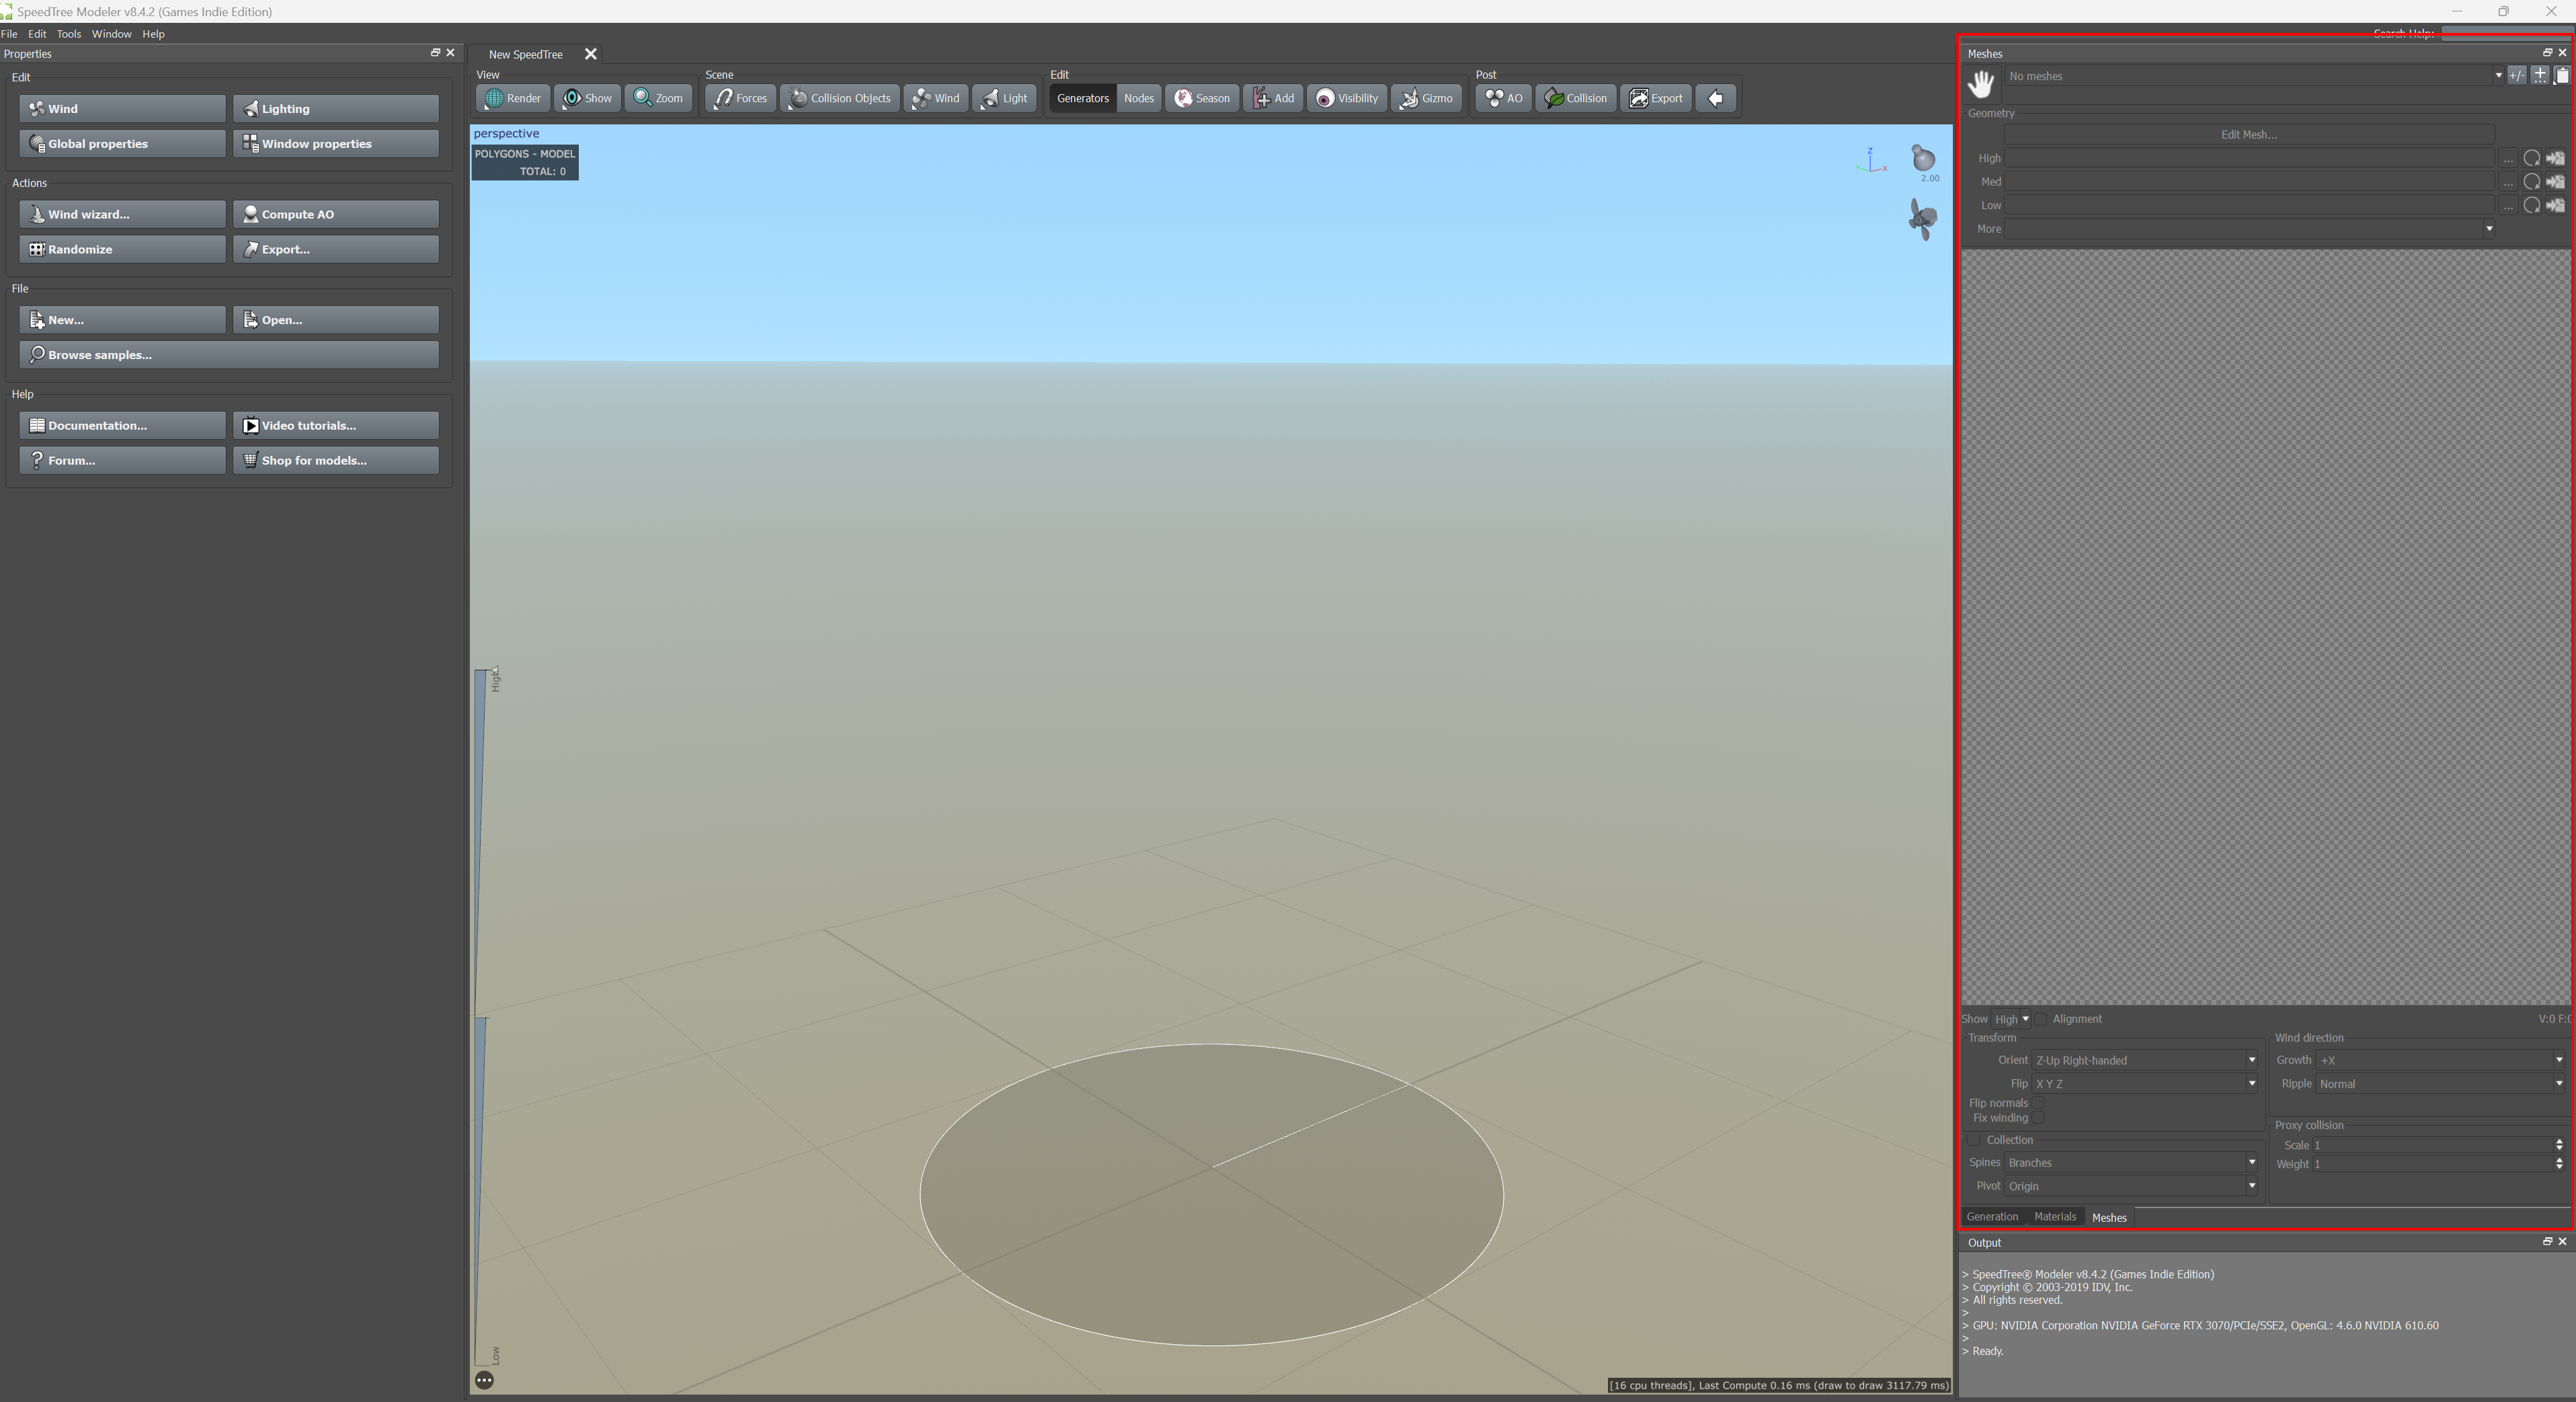 SpeedTree Modeler v8.4.2 (Games Indie Edition)
File Edit Tools Window Help
Properties
Edit
Wind Lighting
Global properties Window properties
Actions
Wind wizard... Compute AO
Randomize Export...
File
New... Open...
Browse samples...
Help
Documentation... Video tutorials...
Forum... Shop for models...
New SpeedTree
View Scene Edit Post
Render Show Zoom Forces Collision Objects Wind Light Generators Nodes Season Add Visibility Gizmo AO Collision Export
perspective
POLYGONS - MODEL
TOTAL: 0
Z
Y X
2.00
High
Low
[16 cpu threads], Last Compute 0.16 ms (draw to draw 3117.79 ms)
Search Help:
Meshes
No meshes +/-
Geometry
Edit Mesh...
High ...
Med ...
Low ...
More
Show High Alignment V:0 F:0
Transform
Orient Z-Up Right-handed
Flip X Y Z
Flip normals
Fix winding
Wind direction
Growth +X
Ripple Normal
Collection
Spines Branches
Pivot Origin
Proxy collision
Scale 1
Weight 1
Generation Materials Meshes
Output
> SpeedTree® Modeler v8.4.2 (Games Indie Edition)
> Copyright © 2003-2019 IDV, Inc.
> All rights reserved.
>
> GPU: NVIDIA Corporation NVIDIA GeForce RTX 3070/PCIe/SSE2, OpenGL: 4.6.0 NVIDIA 610.60
>
> Ready.